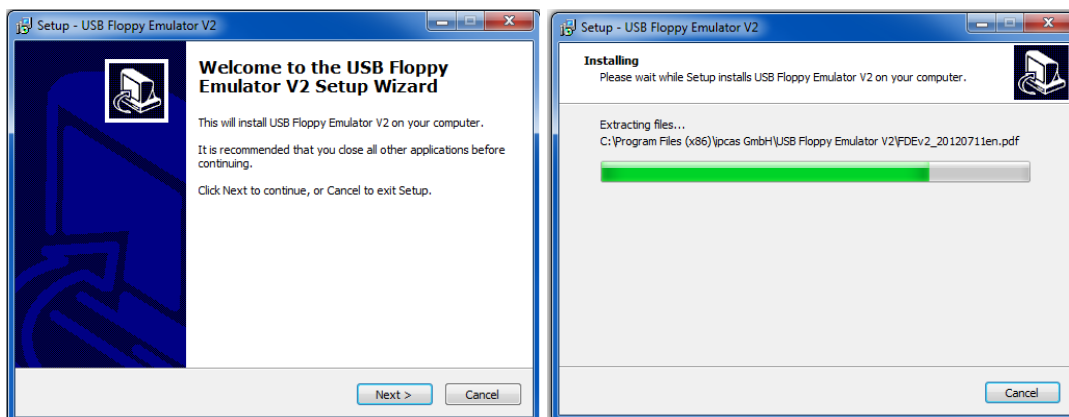 Setup - USB Floppy Emulator V2
Welcome to the USB Floppy
Emulator V2 Setup Wizard
This will install USB Floppy Emulator V2 on your computer.
It is recommended that you close all other applications before
continuing.
Click Next to continue, or Cancel to exit Setup.
Next >
Cancel
Setup - USB Floppy Emulator V2
Installing
Please wait while Setup installs USB Floppy Emulator V2 on your computer.
Extracting files...
C:\Program Files (x86)\ipcas GmbH\USB Floppy Emulator V2\FDEv2_20120711en.pdf
Cancel